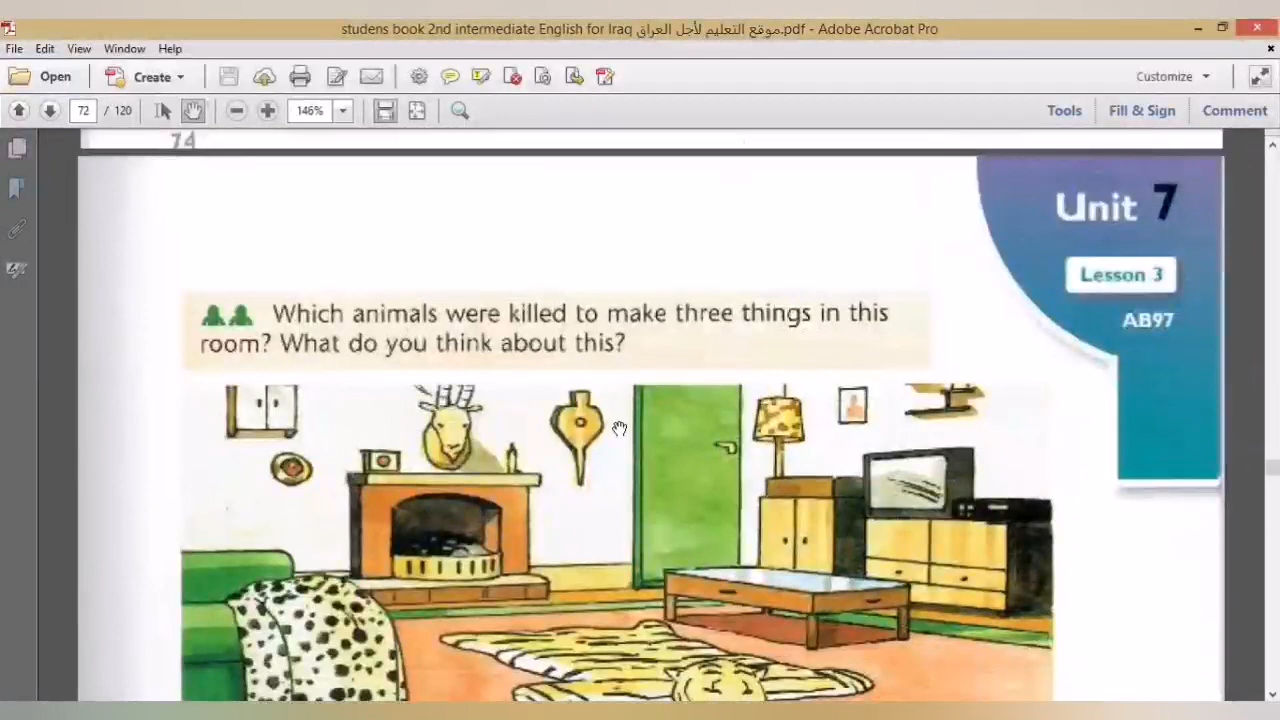 studens book 2nd intermediate English for Iraq موقع التعليم لأجل العراق.pdf - Adobe Acrobat Pro
File Edit View Window Help
Open Create Customize
72 / 120 146% Tools Fill & Sign Comment
74
Unit 7
Lesson 3
AB97
Which animals were killed to make three things in this
room? What do you think about this?